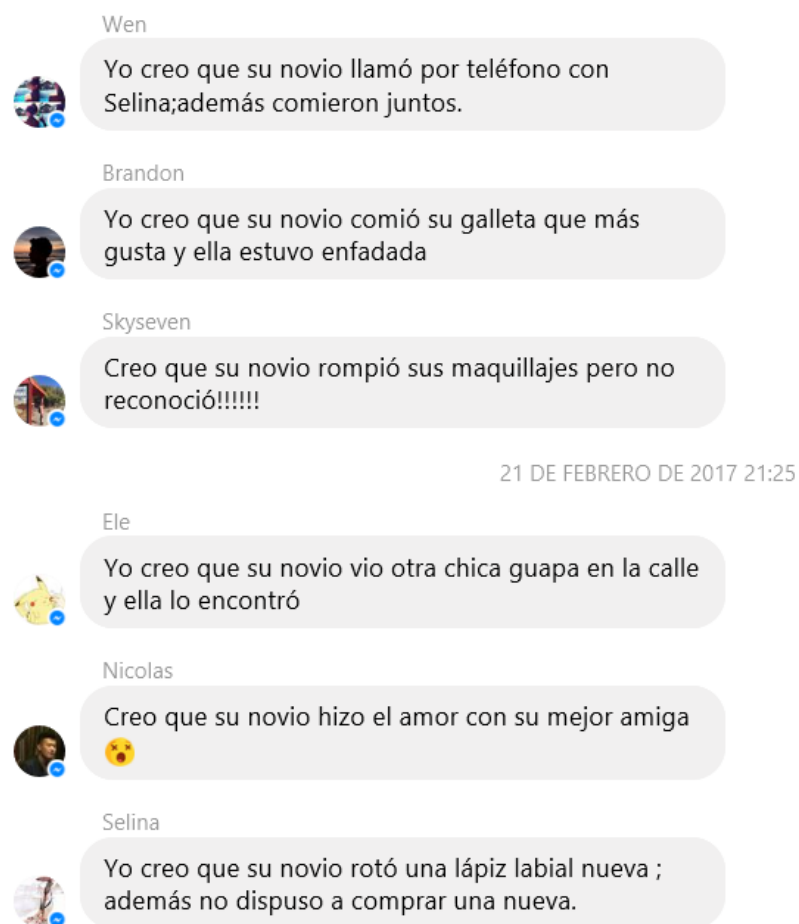 Wen
Yo creo que su novio llamó por teléfono con
Selina;además comieron juntos.
Brandon
Yo creo que su novio comió su galleta que más
gusta y ella estuvo enfadada
Skyseven
Creo que su novio rompió sus maquillajes pero no
reconoció!!!!!!
21 DE FEBRERO DE 2017 21:25
Ele
Yo creo que su novio vio otra chica guapa en la calle
y ella lo encontró
Nicolas
Creo que su novio hizo el amor con su mejor amiga
😵
Selina
Yo creo que su novio rotó una lápiz labial nueva ;
además no dispuso a comprar una nueva.